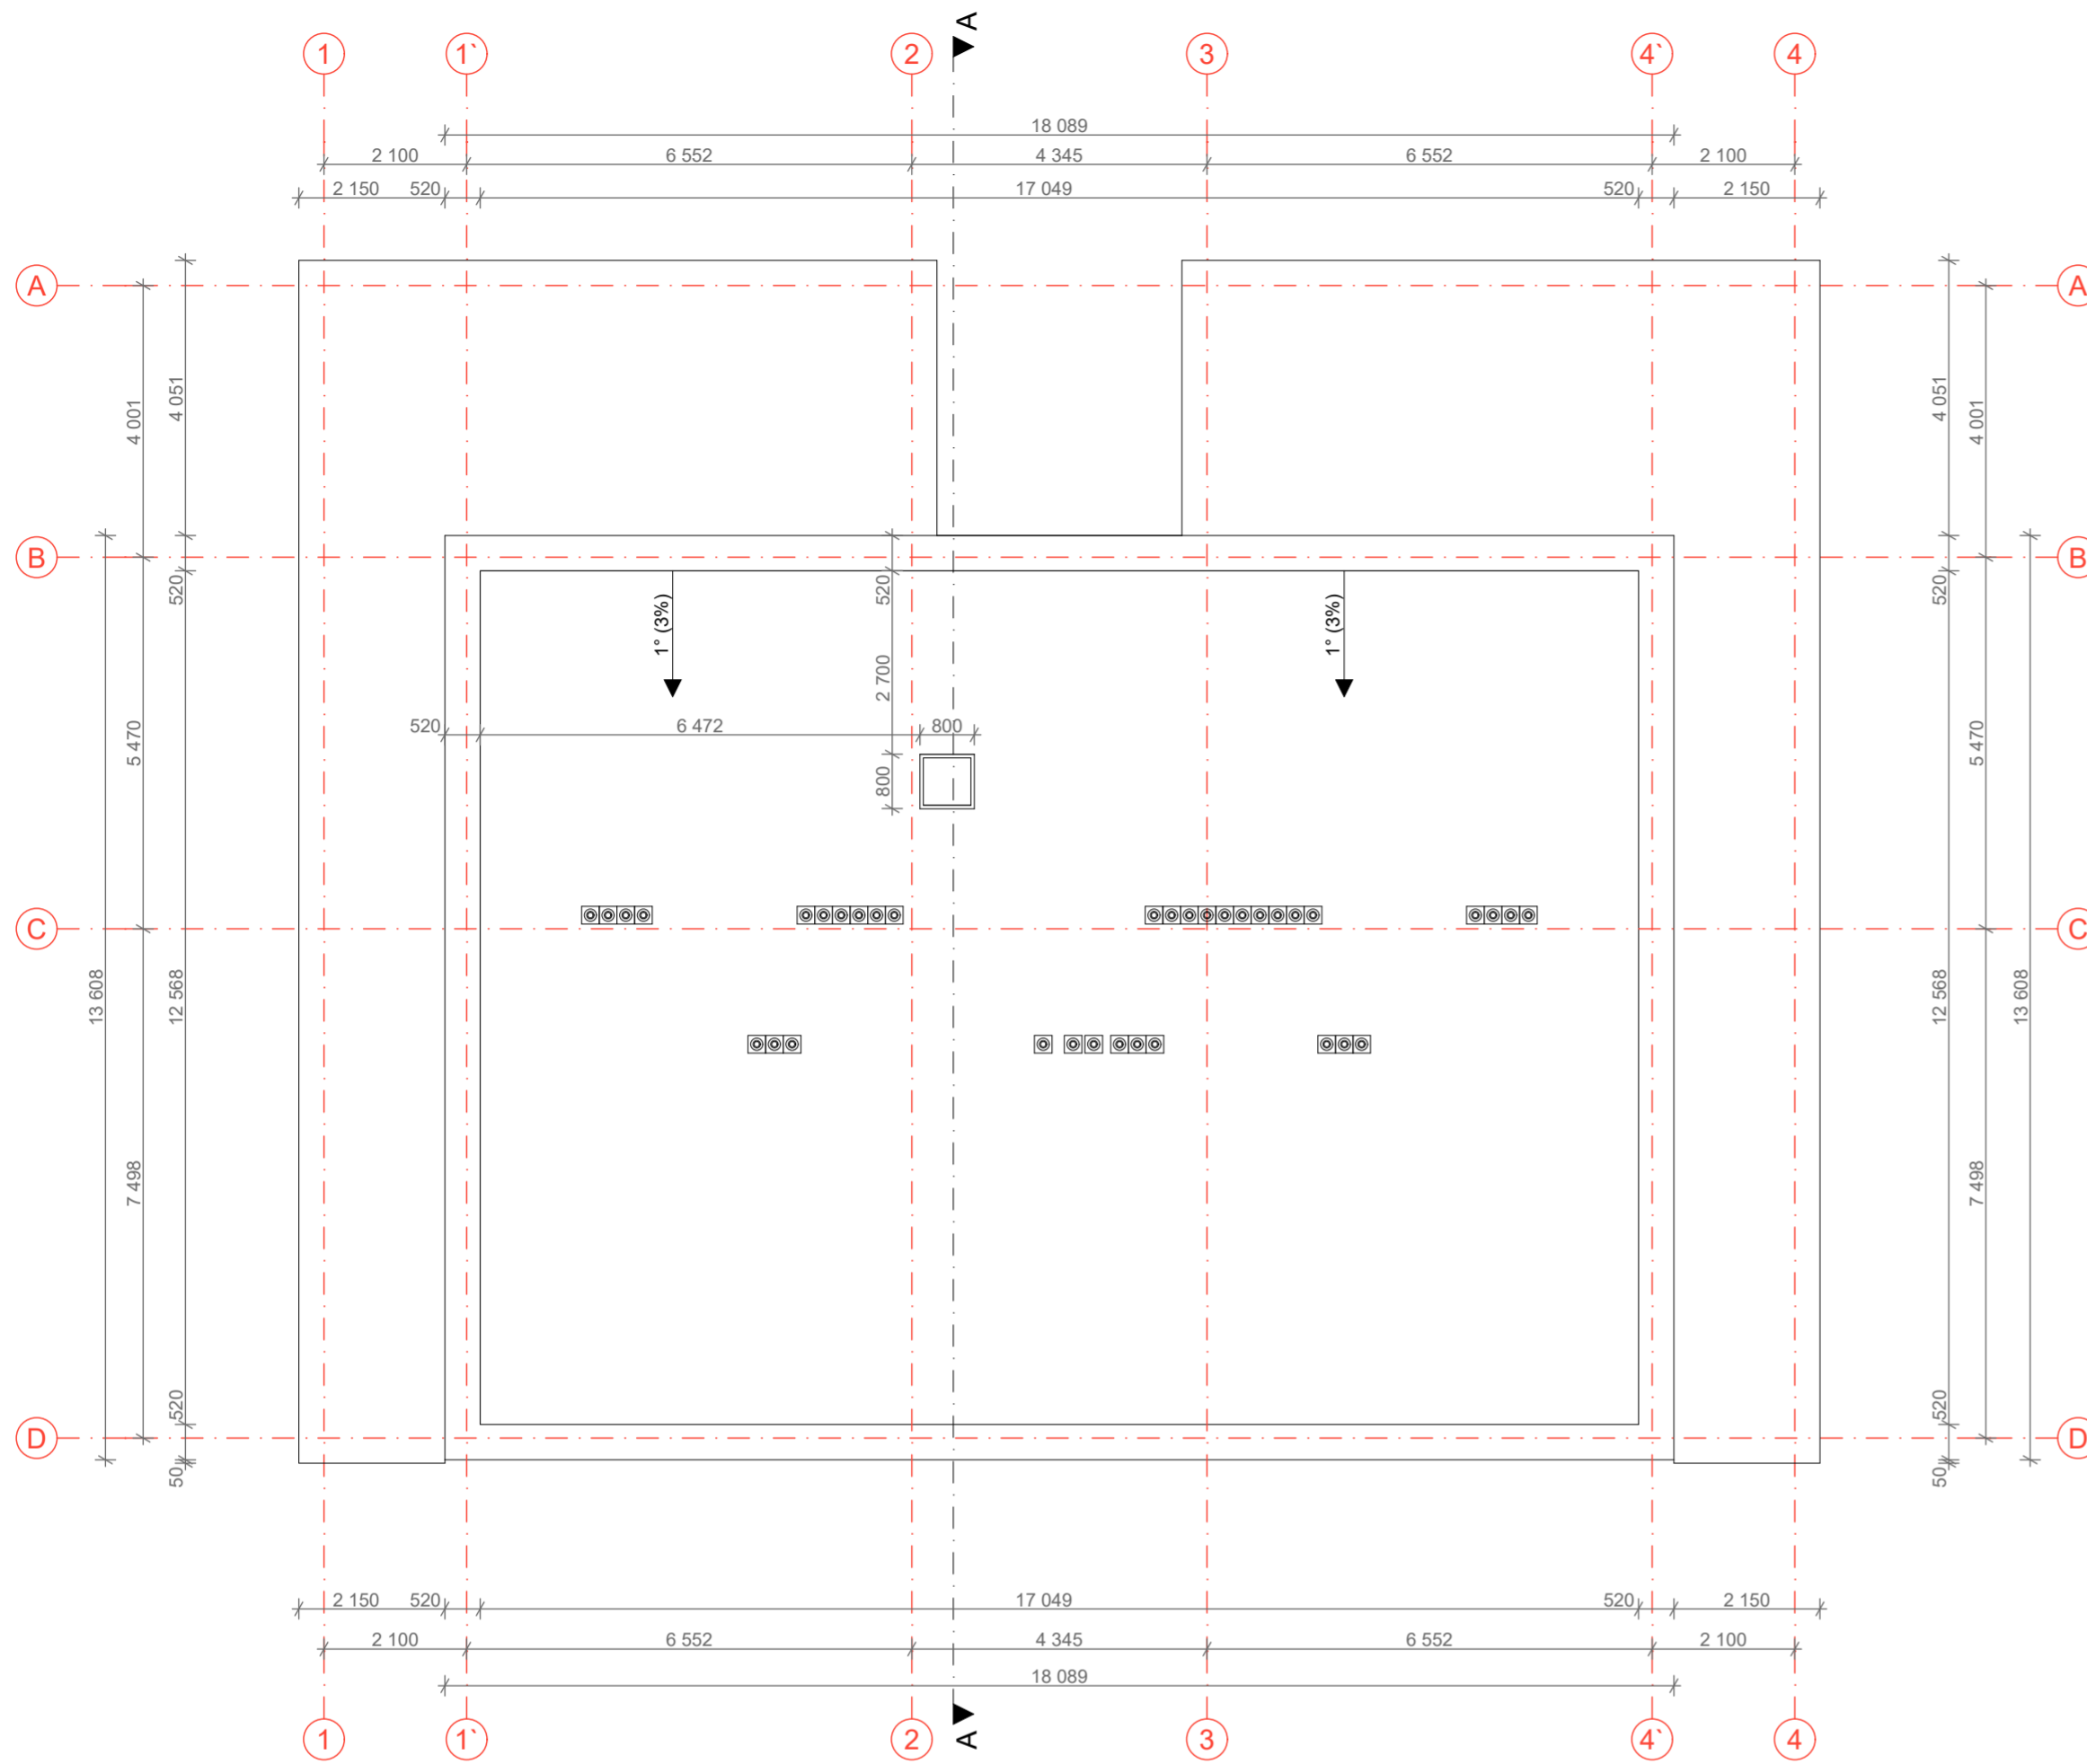 A
1 1` 2 3 4` 4
18 089
2 100 6 552 4 345 6 552 2 100
2 150 520 17 049 520 2 150
A A
4 051 4 051
4 001 4 001
B B
520 520 520
1° (3%) 1° (3%)
2 700
520 6 472 800
5 470 5 470
800
C C
13 608 12 568 12 568 13 608
7 498 7 498
520 520
D D
50 50
2 150 520 17 049 520 2 150
2 100 6 552 4 345 6 552 2 100
18 089
1 1` 2 A 3 4` 4